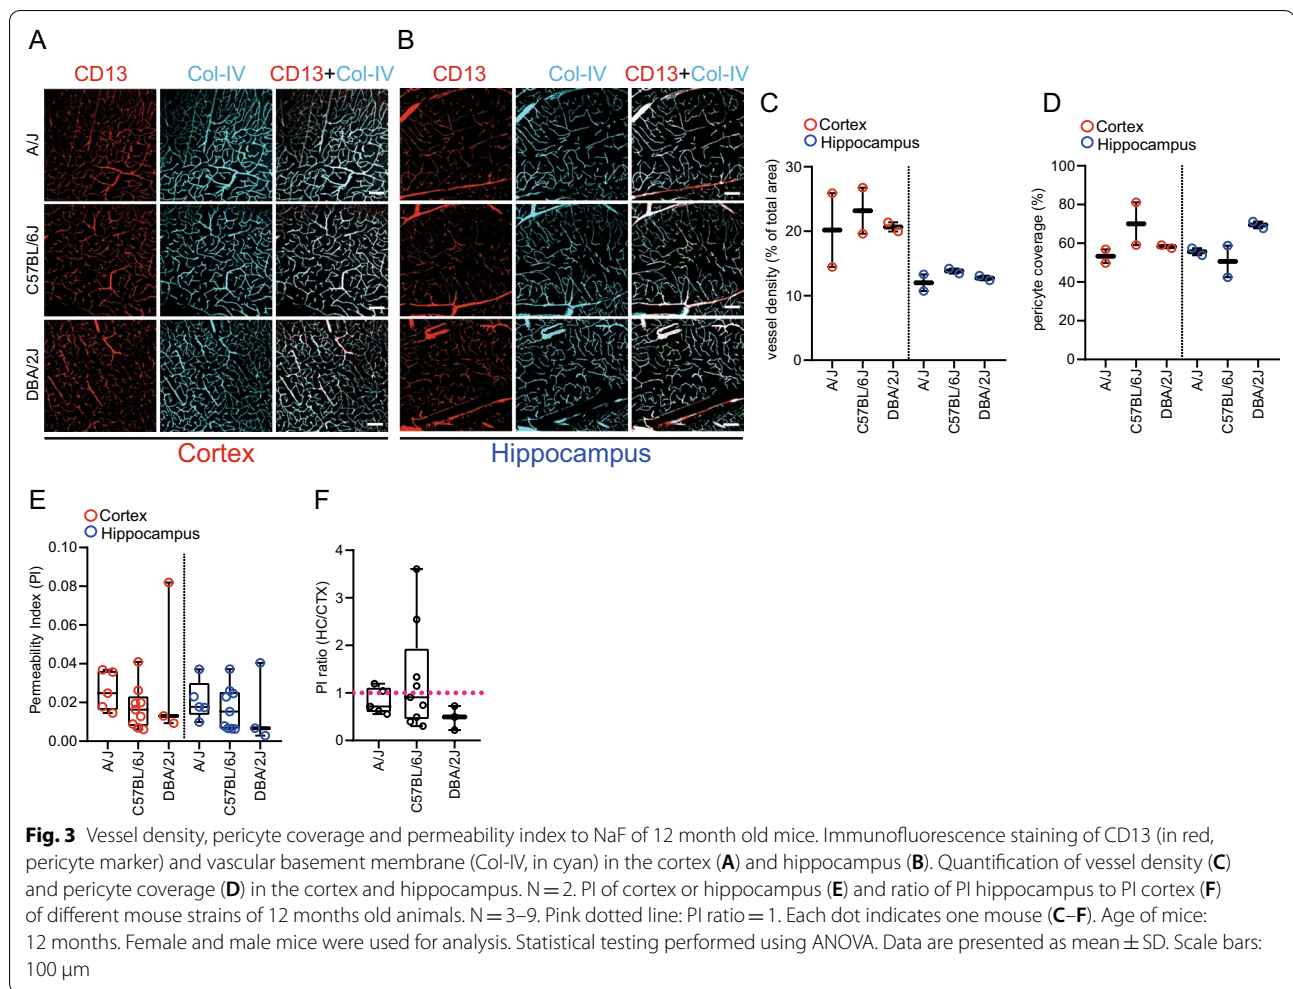 A
B
CD13 Col-IV CD13+Col-IV
CD13 Col-IV CD13+Col-IV
A/J
C57BL/6J
DBA/2J
Cortex
Hippocampus
C
Cortex
Hippocampus
vessel density (% of total area)
30
20
10
0
A/J
C57BL/6J
DBA/2J
A/J
C57BL/6J
DBA/2J
D
Cortex
Hippocampus
pericyte coverage (%)
100
80
60
40
20
0
A/J
C57BL/6J
DBA/2J
A/J
C57BL/6J
DBA/2J
E
Cortex
Hippocampus
Permeability Index (PI)
0.10
0.08
0.06
0.04
0.02
0.00
A/J
C57BL/6J
DBA/2J
A/J
C57BL/6J
DBA/2J
F
PI ratio (HC/CTX)
4
3
2
1
0
A/J
C57BL/6J
DBA/2J
Fig. 3 Vessel density, pericyte coverage and permeability index to NaF of 12 month old mice. Immunofluorescence staining of CD13 (in red,
pericyte marker) and vascular basement membrane (Col-IV, in cyan) in the cortex (A) and hippocampus (B). Quantification of vessel density (C)
and pericyte coverage (D) in the cortex and hippocampus. N = 2. PI of cortex or hippocampus (E) and ratio of PI hippocampus to PI cortex (F)
of different mouse strains of 12 months old animals. N = 3–9. Pink dotted line: PI ratio = 1. Each dot indicates one mouse (C–F). Age of mice:
12 months. Female and male mice were used for analysis. Statistical testing performed using ANOVA. Data are presented as mean ± SD. Scale bars:
100 µm